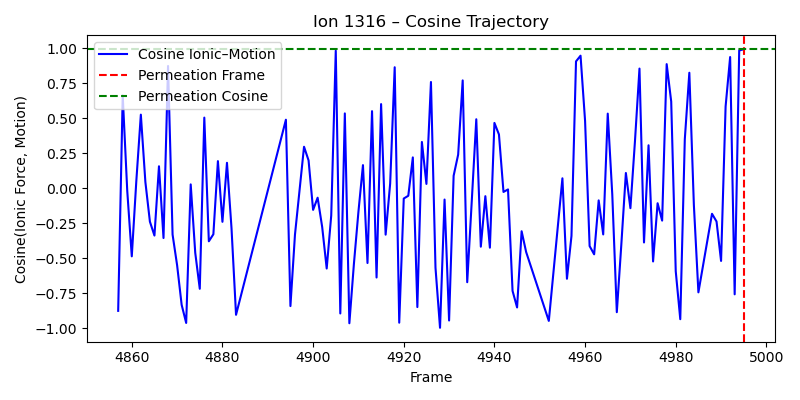 Ion 1316 – Cosine Trajectory
Cosine(Ionic Force, Motion)
1.00
0.75
0.50
0.25
0.00
−0.25
−0.50
−0.75
−1.00
Cosine Ionic–Motion
Permeation Frame
Permeation Cosine
4860 4880 4900 4920 4940 4960 4980 5000
Frame